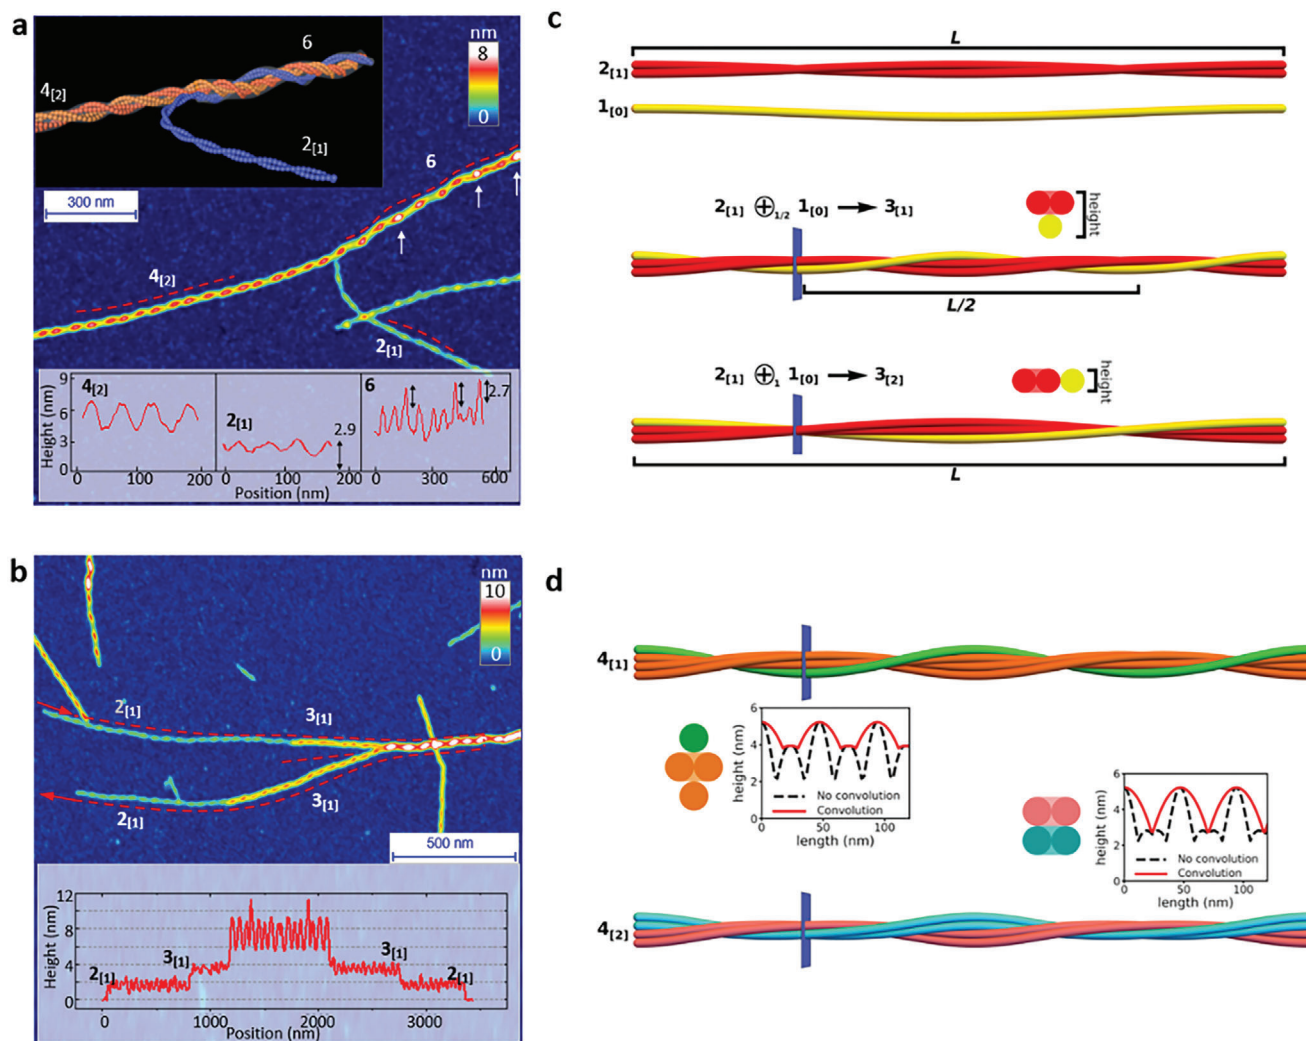 a
6
4[2]
2[1]
nm
8
0
300 nm
6
4[2]
2[1]
Height (nm)
9
6
3
0
4[2]
0 100 200
2[1]
2.9
0 100 200
6
2.7
0 300 600
Position (nm)
b
nm
10
0
2[1]
3[1]
3[1]
2[1]
500 nm
Height (nm)
12
8
4
0
2[1]
3[1]
3[1]
2[1]
0 1000 2000 3000
Position (nm)
c
L
2[1]
1[0]
2[1] ⊕1/2 1[0] → 3[1]
height
L/2
2[1] ⊕1 1[0] → 3[2]
height
L
d
4[1]
height (nm)
6
4
2
0
No convolution
Convolution
0 50 100
length (nm)
height (nm)
6
4
2
0
No convolution
Convolution
0 50 100
length (nm)
4[2]